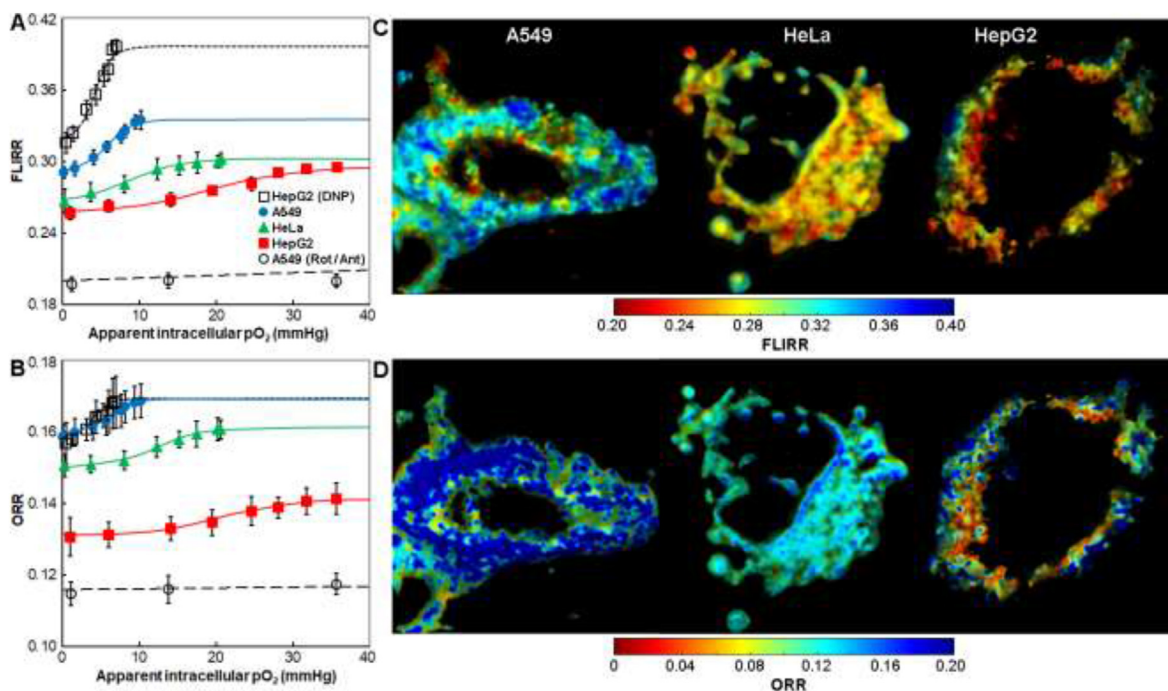 A
0.42
0.36
0.30
0.24
0.18
FLIRR
HepG2 (DNP)
A549
HeLa
HepG2
A549 (Rot/Ant)
0 10 20 30 40
Apparent intracellular pO2 (mmHg)
B
0.18
0.16
0.14
0.12
0.10
ORR
0 10 20 30 40
Apparent intracellular pO2 (mmHg)
C
A549 HeLa HepG2
0.20 0.24 0.28 0.32 0.36 0.40
FLIRR
D
0 0.04 0.08 0.12 0.16 0.20
ORR